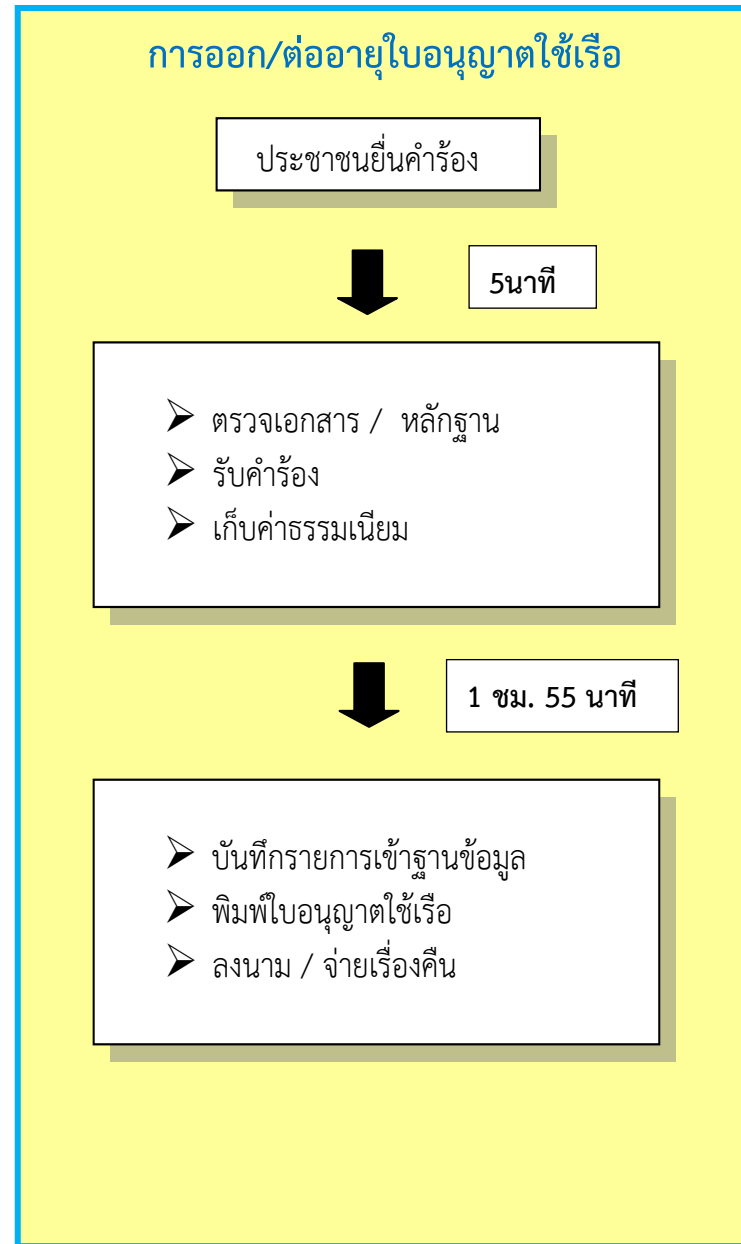 การออก/ต่ออายุใบอนุญาตใช้เรือ
ประชาชนยื่นคำร้อง
5นาที
➢ ตรวจเอกสาร / หลักฐาน
➢ รับคำร้อง
➢ เก็บค่าธรรมเนียม
1 ชม. 55 นาที
➢ บันทึกรายการเข้าฐานข้อมูล
➢ พิมพ์ใบอนุญาตใช้เรือ
➢ ลงนาม / จ่ายเรื่องคืน